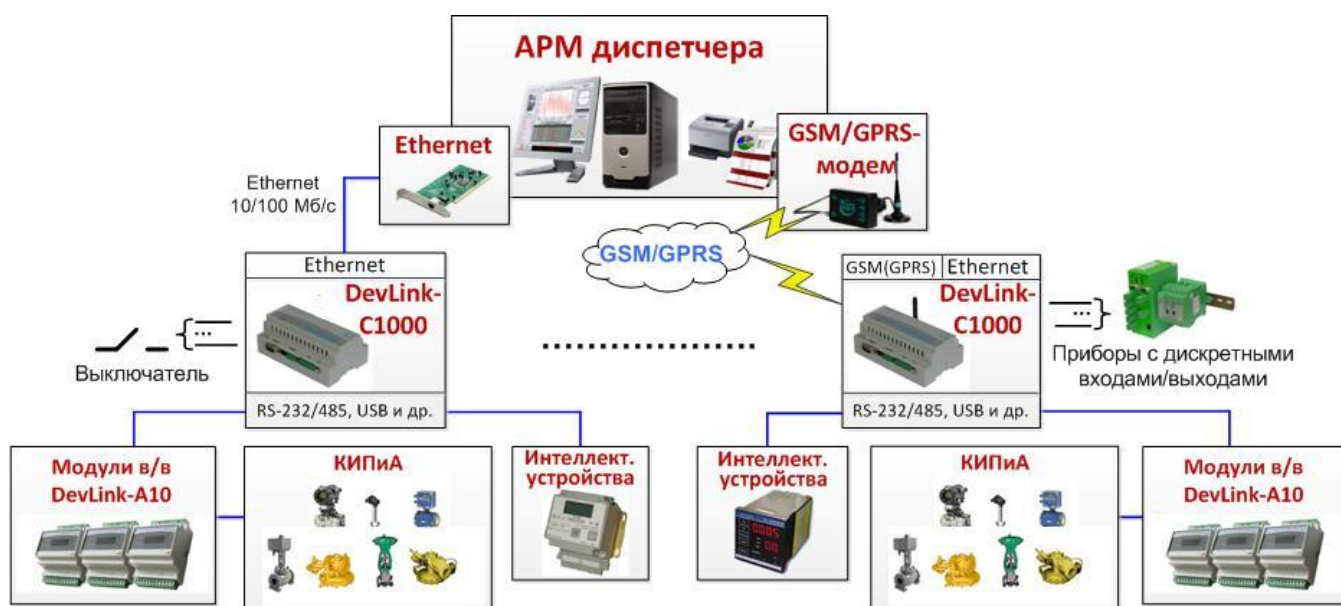 АРМ диспетчера
Ethernet
GSM/GPRS-
модем
Ethernet
10/100 Мб/с
GSM/GPRS
Ethernet
DevLink-
C1000
GSM(GPRS) Ethernet
DevLink-
C1000
Выключатель
Приборы с дискретными
входами/выходами
RS-232/485, USB и др.
RS-232/485, USB и др.
Модули в/в
DevLink-A10
КИПиА
Интеллект.
устройства
Интеллект.
устройства
КИПиА
Модули в/в
DevLink-A10